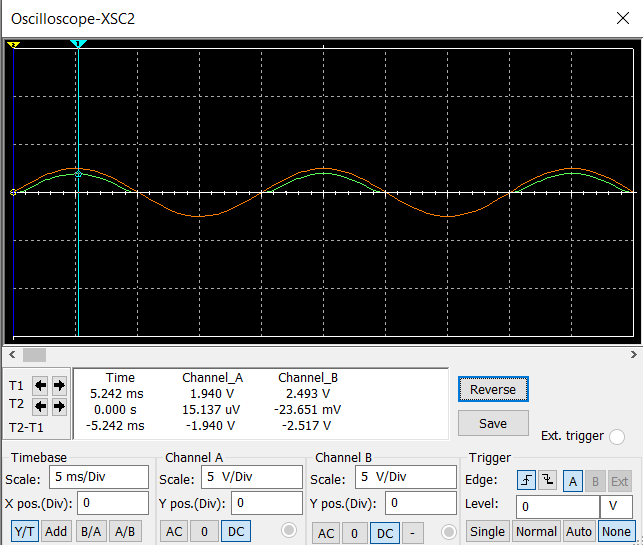 Oscilloscope-XSC2
2
1
T1
T2
T2-T1
Time Channel_A Channel_B
5.242 ms 1.940 V 2.493 V
0.000 s 15.137 uV -23.651 mV
-5.242 ms -1.940 V -2.517 V
Reverse
Save
Ext. trigger
Timebase
Scale: 5 ms/Div
X pos.(Div): 0
Y/T Add B/A A/B
Channel A
Scale: 5 V/Div
Y pos.(Div): 0
AC 0 DC
Channel B
Scale: 5 V/Div
Y pos.(Div): 0
AC 0 DC -
Trigger
Edge: A B Ext
Level: 0 V
Single Normal Auto None